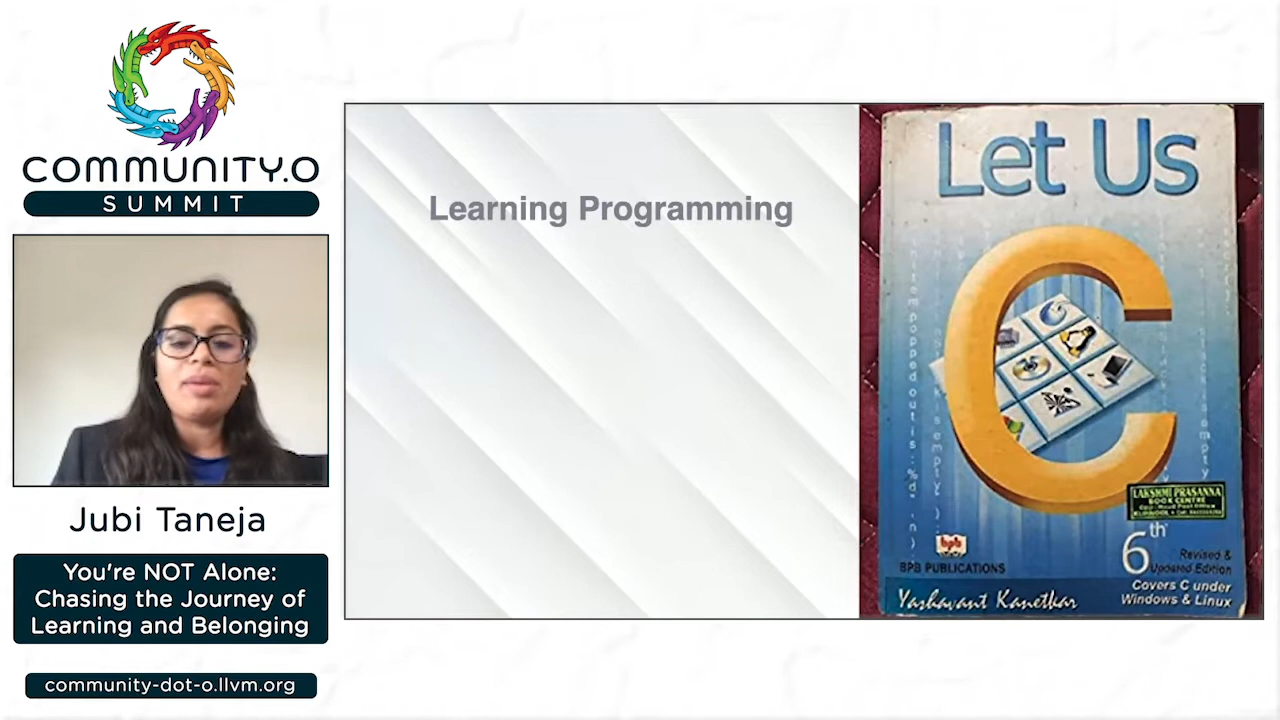 COMMUNITY.O
SUMMIT
Jubi Taneja
You're NOT Alone:
Chasing the Journey of
Learning and Belonging
community-dot-o.llvm.org
Learning Programming
Let Us
C
LAKSHMI PRASANNA
BOOK CENTRE
6th
Revised &
Updated Edition
Covers C under
Windows & Linux
bpb
BPB PUBLICATIONS
Yashavant Kanetkar